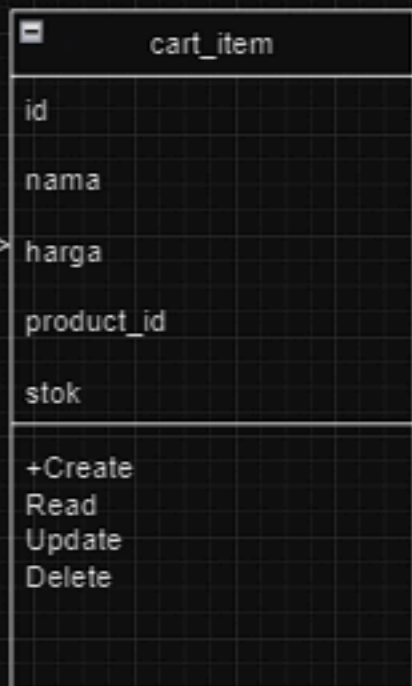 cart_item
id
nama
harga
product_id
stok
+Create
Read
Update
Delete